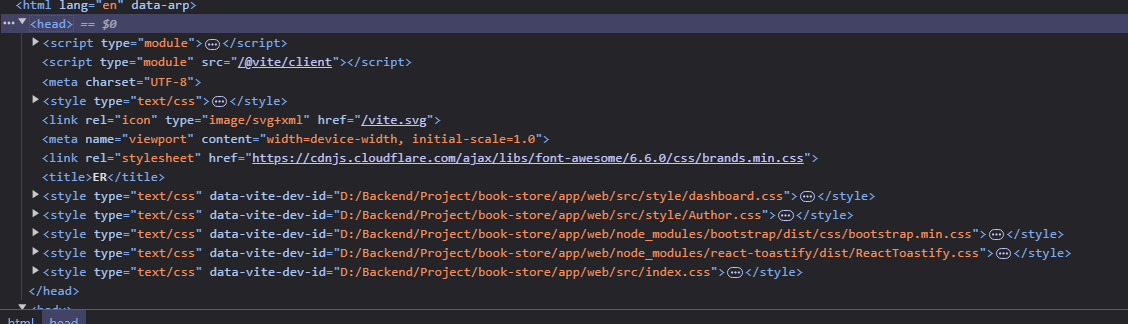 <html lang="en" data-arp>
••• ▼ <head> == $0
▶ <script type="module"> ••• </script>
<script type="module" src="/@vite/client"></script>
<meta charset="UTF-8">
▶ <style type="text/css"> ••• </style>
<link rel="icon" type="image/svg+xml" href="/vite.svg">
<meta name="viewport" content="width=device-width, initial-scale=1.0">
<link rel="stylesheet" href="https://cdnjs.cloudflare.com/ajax/libs/font-awesome/6.6.0/css/brands.min.css">
<title>ER</title>
▶ <style type="text/css" data-vite-dev-id="D:/Backend/Project/book-store/app/web/src/style/dashboard.css"> ••• </style>
▶ <style type="text/css" data-vite-dev-id="D:/Backend/Project/book-store/app/web/src/style/Author.css"> ••• </style>
▶ <style type="text/css" data-vite-dev-id="D:/Backend/Project/book-store/app/web/node_modules/bootstrap/dist/css/bootstrap.min.css"> ••• </style>
▶ <style type="text/css" data-vite-dev-id="D:/Backend/Project/book-store/app/web/node_modules/react-toastify/dist/ReactToastify.css"> ••• </style>
▶ <style type="text/css" data-vite-dev-id="D:/Backend/Project/book-store/app/web/src/index.css"> ••• </style>
</head>
▼ <body>
html head